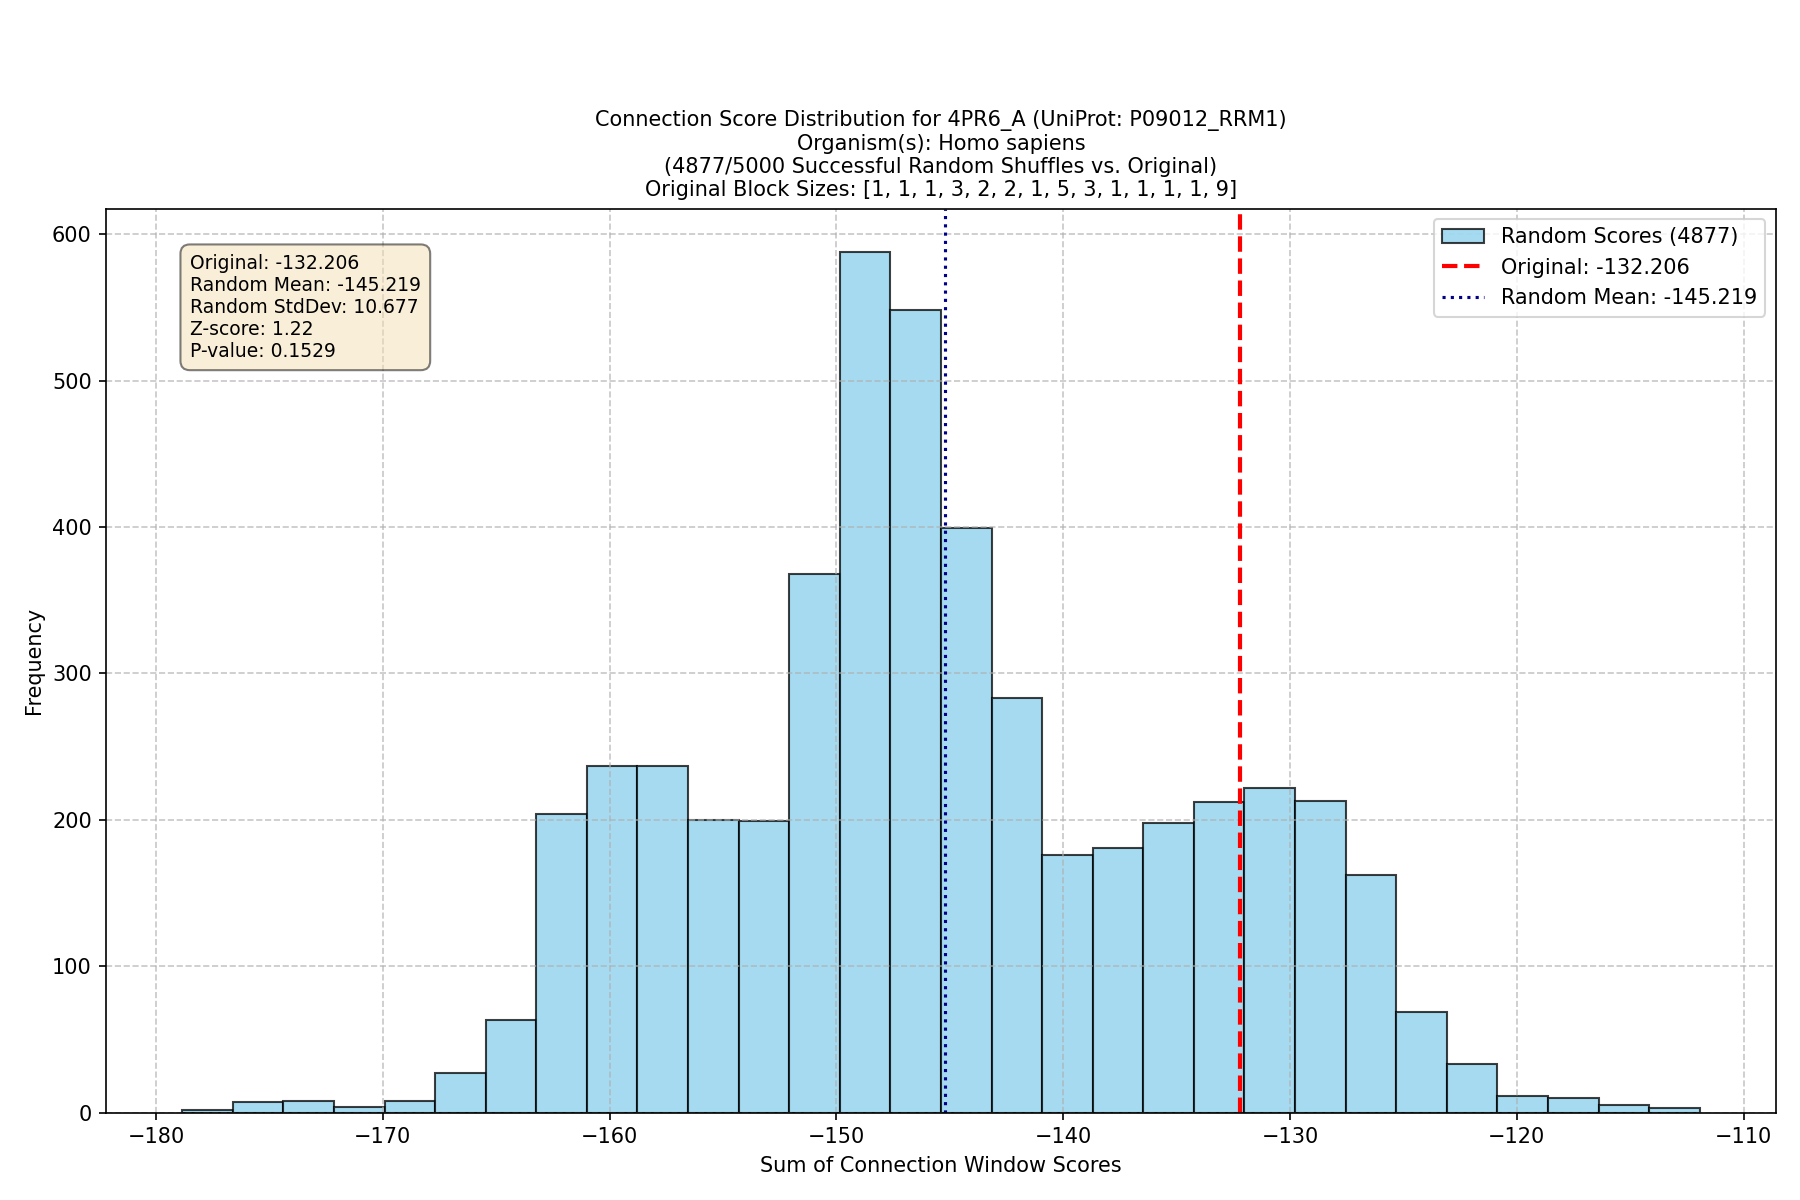 Connection Score Distribution for 4PR6_A (UniProt: P09012_RRM1)
Organism(s): Homo sapiens
(4877/5000 Successful Random Shuffles vs. Original)
Original Block Sizes: [1, 1, 1, 3, 2, 2, 1, 5, 3, 1, 1, 1, 1, 9]
Original: -132.206
Random Mean: -145.219
Random StdDev: 10.677
Z-score: 1.22
P-value: 0.1529
Random Scores (4877)
Original: -132.206
Random Mean: -145.219
Frequency
600
500
400
300
200
100
0
−180 −170 −160 −150 −140 −130 −120 −110
Sum of Connection Window Scores